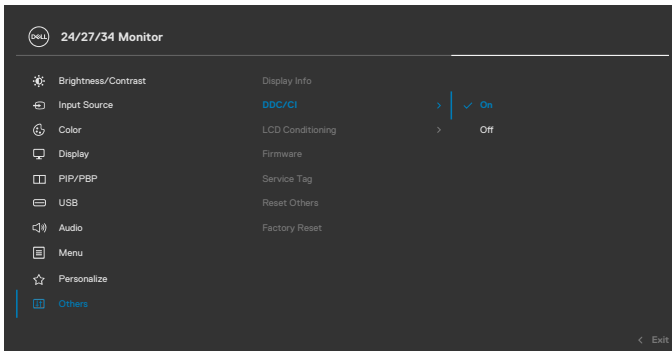 DELL 24/27/34 Monitor
Brightness/Contrast Display Info
Input Source DDC/CI > ✓ On
Color LCD Conditioning > Off
Display Firmware
PIP/PBP Service Tag
USB Reset Others
Audio Factory Reset
Menu
Personalize
Others
< Exit